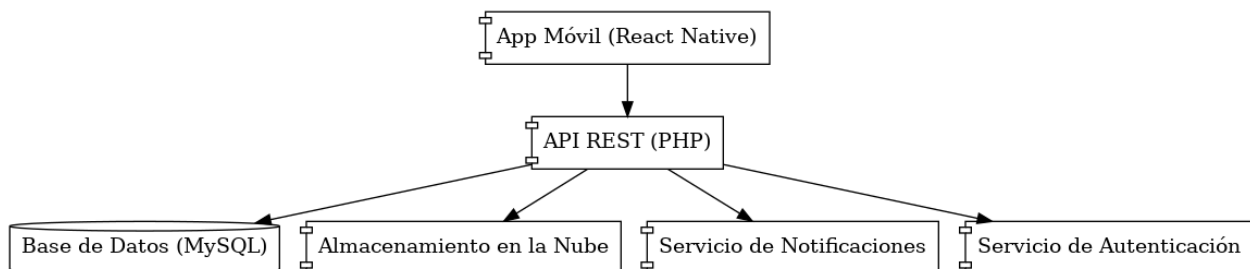 App Móvil (React Native)
API REST (PHP)
Base de Datos (MySQL)
Almacenamiento en la Nube
Servicio de Notificaciones
Servicio de Autenticación